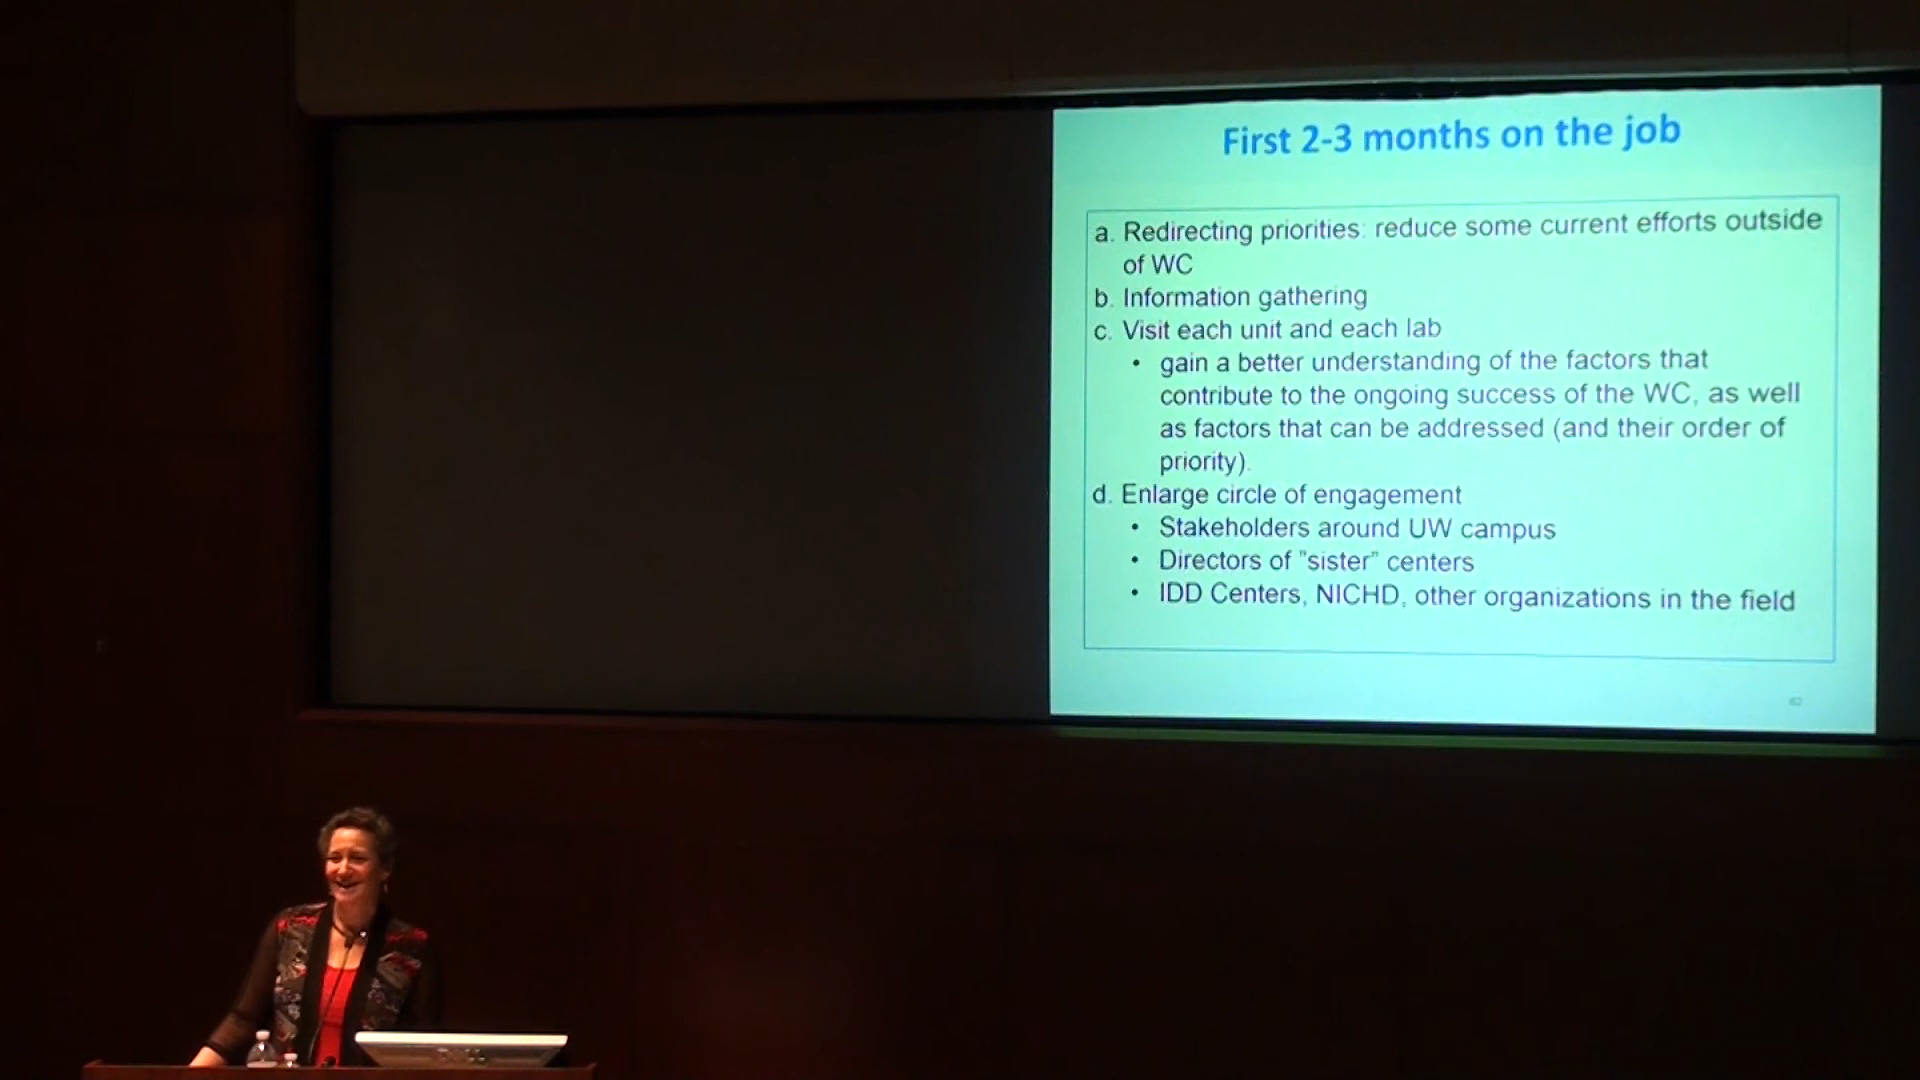 First 2-3 months on the job
a. Redirecting priorities: reduce some current efforts outside
of WC
b. Information gathering
c. Visit each unit and each lab
• gain a better understanding of the factors that
contribute to the ongoing success of the WC, as well
as factors that can be addressed (and their order of
priority).
d. Enlarge circle of engagement
• Stakeholders around UW campus
• Directors of "sister" centers
• IDD Centers, NICHD, other organizations in the field